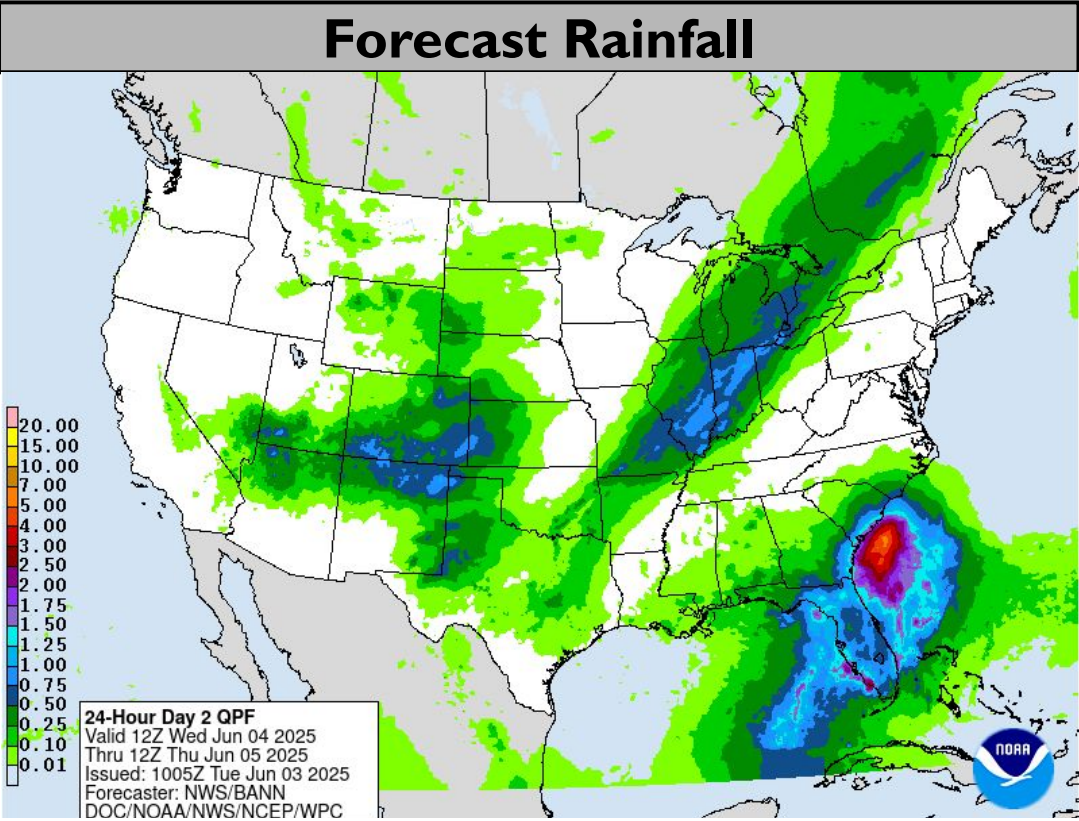 Forecast Rainfall
20.00
15.00
10.00
7.00
5.00
4.00
3.00
2.50
2.00
1.75
1.50
1.25
1.00
0.75
0.50
0.25
0.10
0.01
24-Hour Day 2 QPF
Valid 12Z Wed Jun 04 2025
Thru 12Z Thu Jun 05 2025
Issued: 1005Z Tue Jun 03 2025
Forecaster: NWS/BANN
DOC/NOAA/NWS/NCEP/WPC
NOAA